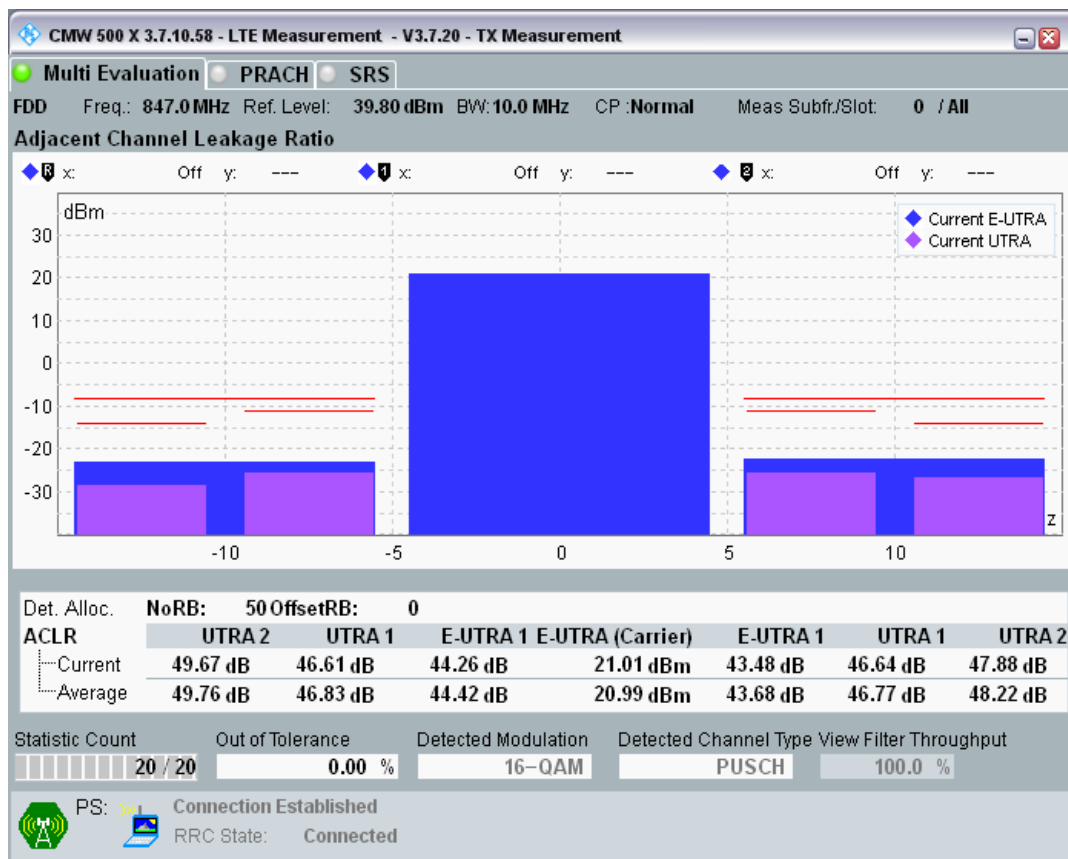 CMW 500 X 3.7.10.58 - LTE Measurement - V3.7.20 - TX Measurement
Multi Evaluation PRACH SRS
FDD Freq.: 847.0 MHz Ref. Level: 39.80 dBm BW: 10.0 MHz CP :Normal Meas Subfr./Slot: 0 / All
Adjacent Channel Leakage Ratio
R x: Off y: --- 1 x: Off y: --- 2 x: Off y: ---
dBm
Current E-UTRA
Current UTRA
30
20
10
0
-10
-20
-30
z
-10 -5 0 5 10
Det. Alloc. NoRB: 50 OffsetRB: 0
ACLR UTRA 2 UTRA 1 E-UTRA 1 E-UTRA (Carrier) E-UTRA 1 UTRA 1 UTRA 2
Current 49.67 dB 46.61 dB 44.26 dB 21.01 dBm 43.48 dB 46.64 dB 47.88 dB
Average 49.76 dB 46.83 dB 44.42 dB 20.99 dBm 43.68 dB 46.77 dB 48.22 dB
Statistic Count Out of Tolerance Detected Modulation Detected Channel Type View Filter Throughput
20 / 20 0.00 % 16-QAM PUSCH 100.0 %
PS: Connection Established
RRC State: Connected